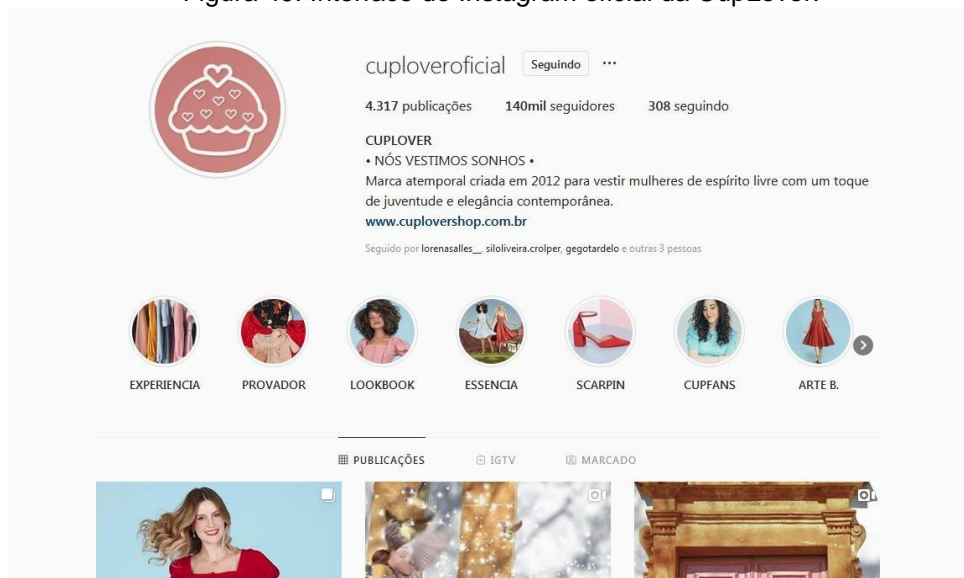 cuploveroficial Seguindo ...
4.317 publicações 140mil seguidores 308 seguindo
CUPLOVER
• NÓS VESTIMOS SONHOS •
Marca atemporal criada em 2012 para vestir mulheres de espírito livre com um toque
de juventude e elegância contemporânea.
www.cuplovershop.com.br
Seguido por lorenasalles__, siloliveira.crolper, gegotardelo e outras 3 pessoas
EXPERIENCIA PROVADOR LOOKBOOK ESSENCIA SCARPIN CUPFANS ARTE B.
PUBLICAÇÕES IGTV MARCADO